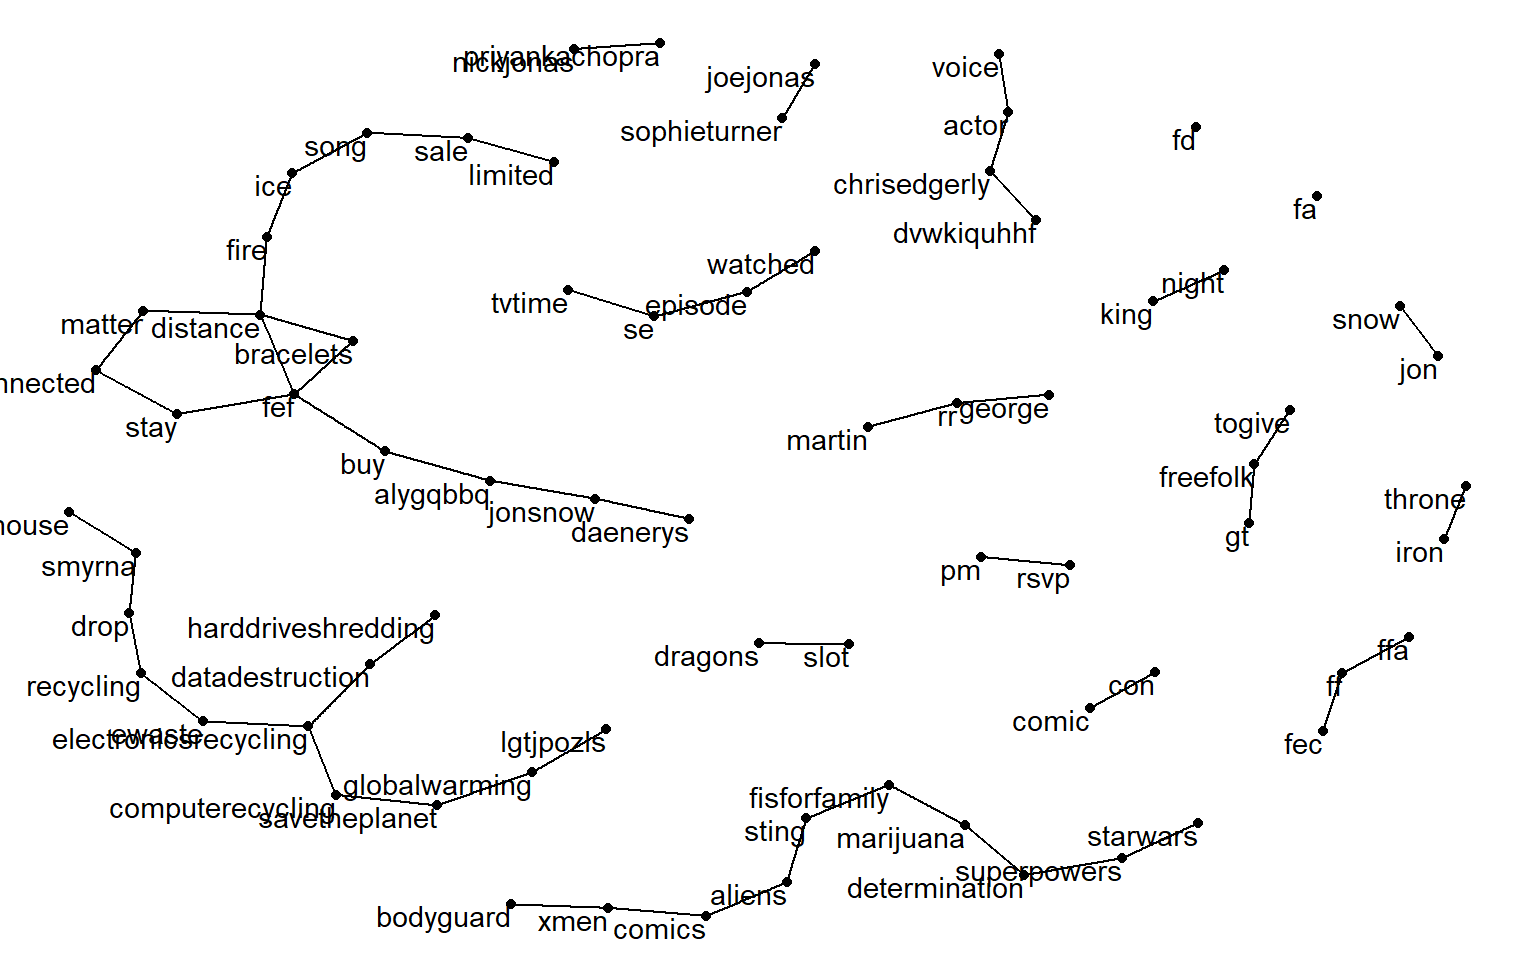 priyankachopra
nickjonas
voice
joejonas
actor
sophieturner
fd
song
sale
limited
ice
chrisedgerly
fa
dvwkiquhhf
fire
watched
night
tvtime
episode
king
snow
matter
distance
se
bracelets
jon
nnected
fef
rr
george
togive
stay
martin
buy
freefolk
alygqbbq
throne
jonsnow
ouse
daenerys
gt
iron
smyrna
pm
rsvp
drop
harddriveshredding
dragons
slot
ffa
recycling
datadestruction
con
ff
ewaste
electronicsrecycling
comic
lgtjpozls
fec
globalwarming
computerecycling
savetheplanet
fisforfamily
sting
marijuana
starwars
superpowers
determination
aliens
bodyguard
xmen
comics